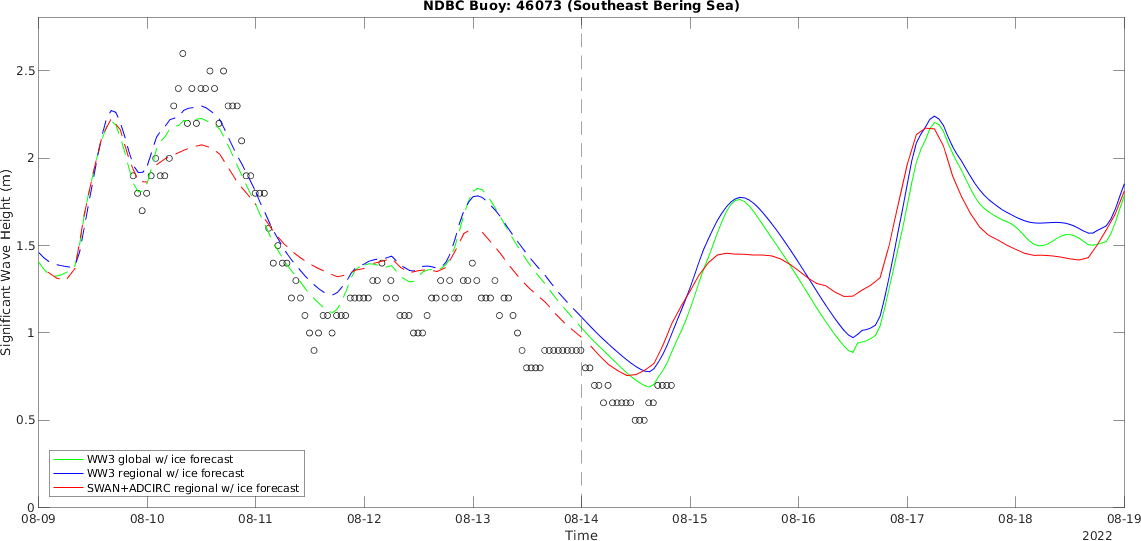 NDBC Buoy: 46073 (Southeast Bering Sea)
Significant Wave Height (m)
2.5
2
1.5
1
0.5
0
WW3 global w/ ice forecast
WW3 regional w/ ice forecast
SWAN+ADCIRC regional w/ ice forecast
08-09 08-10 08-11 08-12 08-13 08-14 08-15 08-16 08-17 08-18 08-19
Time
2022